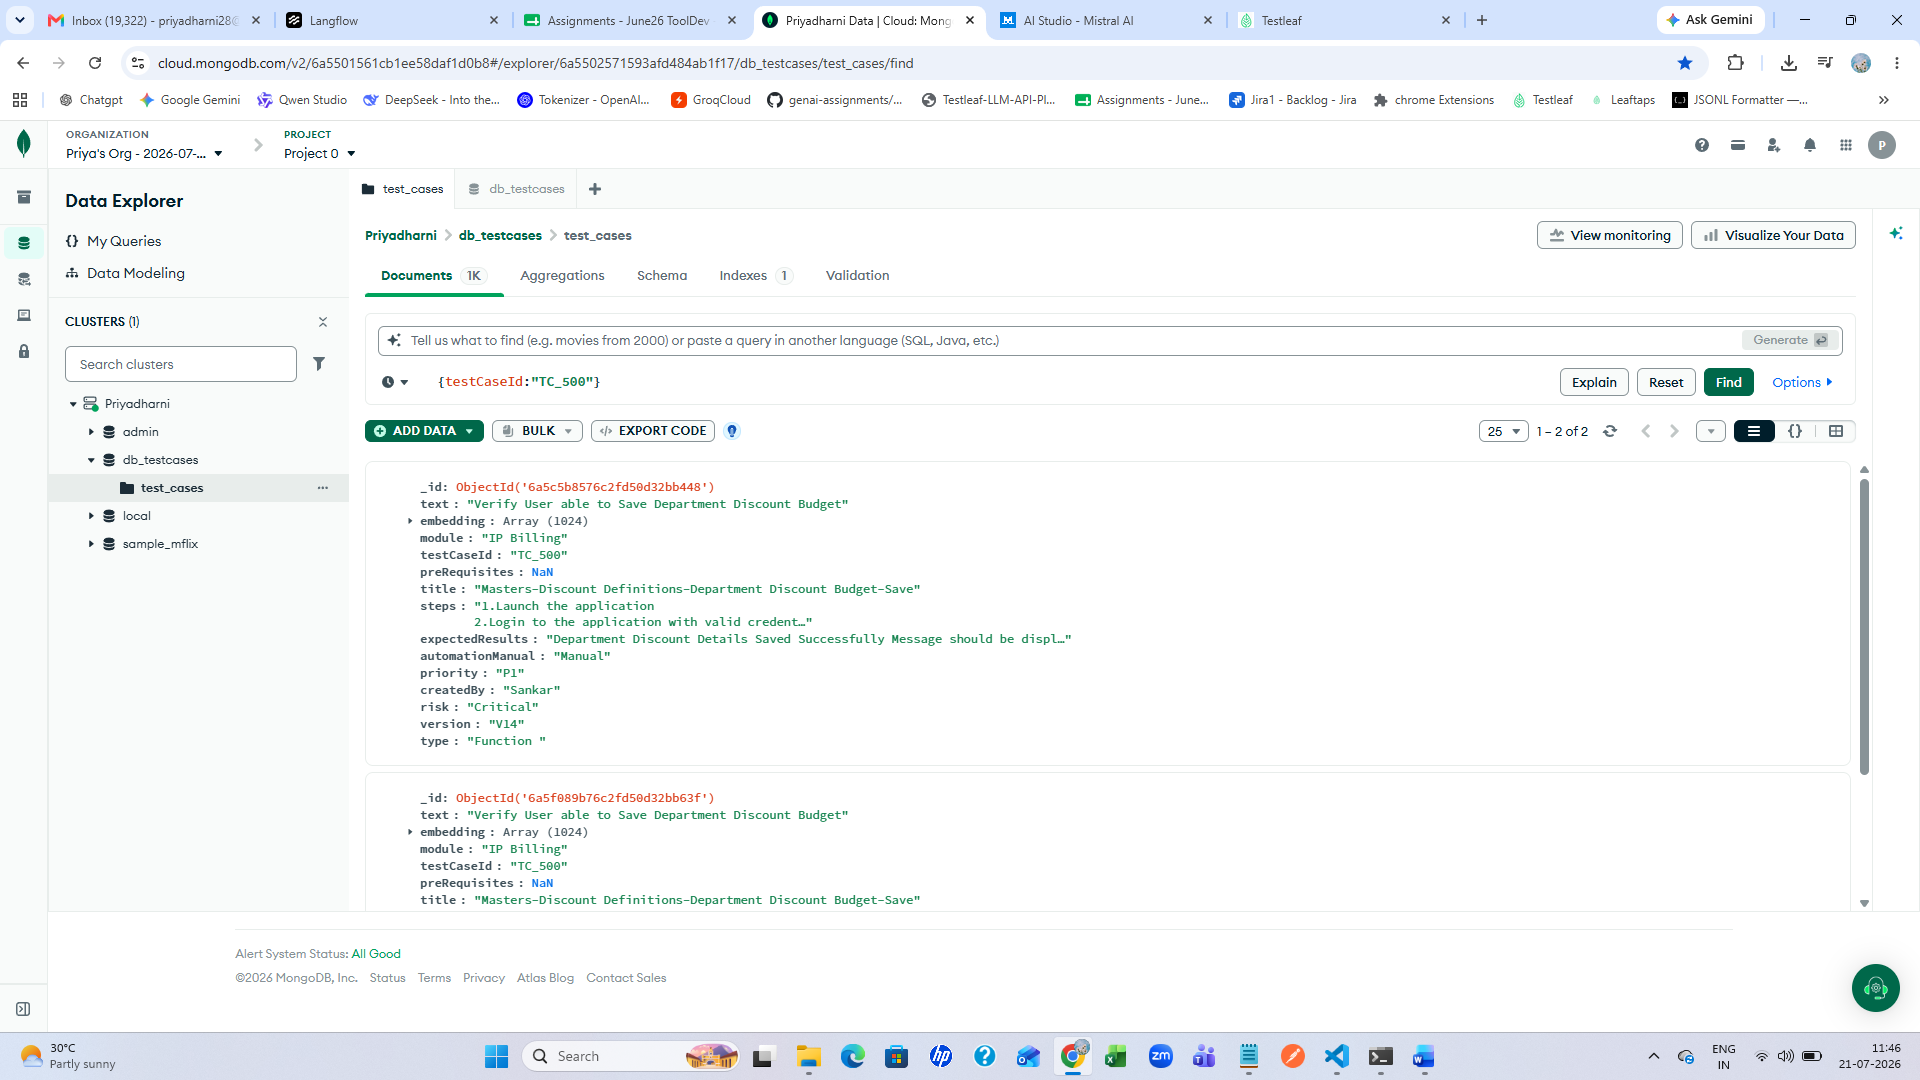 Inbox (19,322) - priyadharni28@
Langflow
Assignments - June26 ToolDev
Priyadharni Data | Cloud: Mong
AI Studio - Mistral AI
Testleaf
Ask Gemini
cloud.mongodb.com/v2/6a5501561cb1ee58daf1d0b8#/explorer/6a5502571593afd484ab1f17/db_testcases/test_cases/find
Chatgpt
Google Gemini
Qwen Studio
DeepSeek - Into the...
Tokenizer - OpenAI...
GroqCloud
genai-assignments/...
Testleaf-LLM-API-Pl...
Assignments - June...
Jira1 - Backlog - Jira
chrome Extensions
Testleaf
Leaftaps
JSONL Formatter —...
ORGANIZATION
Priya's Org - 2026-07-...
PROJECT
Project 0
P
Data Explorer
My Queries
Data Modeling
CLUSTERS (1)
Search clusters
Priyadharni
admin
db_testcases
test_cases
local
sample_mflix
test_cases
db_testcases
Priyadharni
db_testcases
test_cases
View monitoring
Visualize Your Data
Documents 1K
Aggregations
Schema
Indexes 1
Validation
Tell us what to find (e.g. movies from 2000) or paste a query in another language (SQL, Java, etc.)
Generate
{testCaseId:"TC_500"}
Explain
Reset
Find
Options
ADD DATA
BULK
EXPORT CODE
25
1 – 2 of 2
_id: ObjectId('6a5c5b8576c2fd50d32bb448')
text : "Verify User able to Save Department Discount Budget"
embedding : Array (1024)
module : "IP Billing"
testCaseId : "TC_500"
preRequisites : NaN
title : "Masters-Discount Definitions-Department Discount Budget-Save"
steps : "1.Launch the application
2.Login to the application with valid credent…"
expectedResults : "Department Discount Details Saved Successfully Message should be displ…"
automationManual : "Manual"
priority : "P1"
createdBy : "Sankar"
risk : "Critical"
version : "V14"
type : "Function "
_id: ObjectId('6a5f089b76c2fd50d32bb63f')
text : "Verify User able to Save Department Discount Budget"
embedding : Array (1024)
module : "IP Billing"
testCaseId : "TC_500"
preRequisites : NaN
title : "Masters-Discount Definitions-Department Discount Budget-Save"
Alert System Status: All Good
©2026 MongoDB, Inc.
Status
Terms
Privacy
Atlas Blog
Contact Sales
30°C
Partly sunny
Search
ENG
IN
11:46
21-07-2026